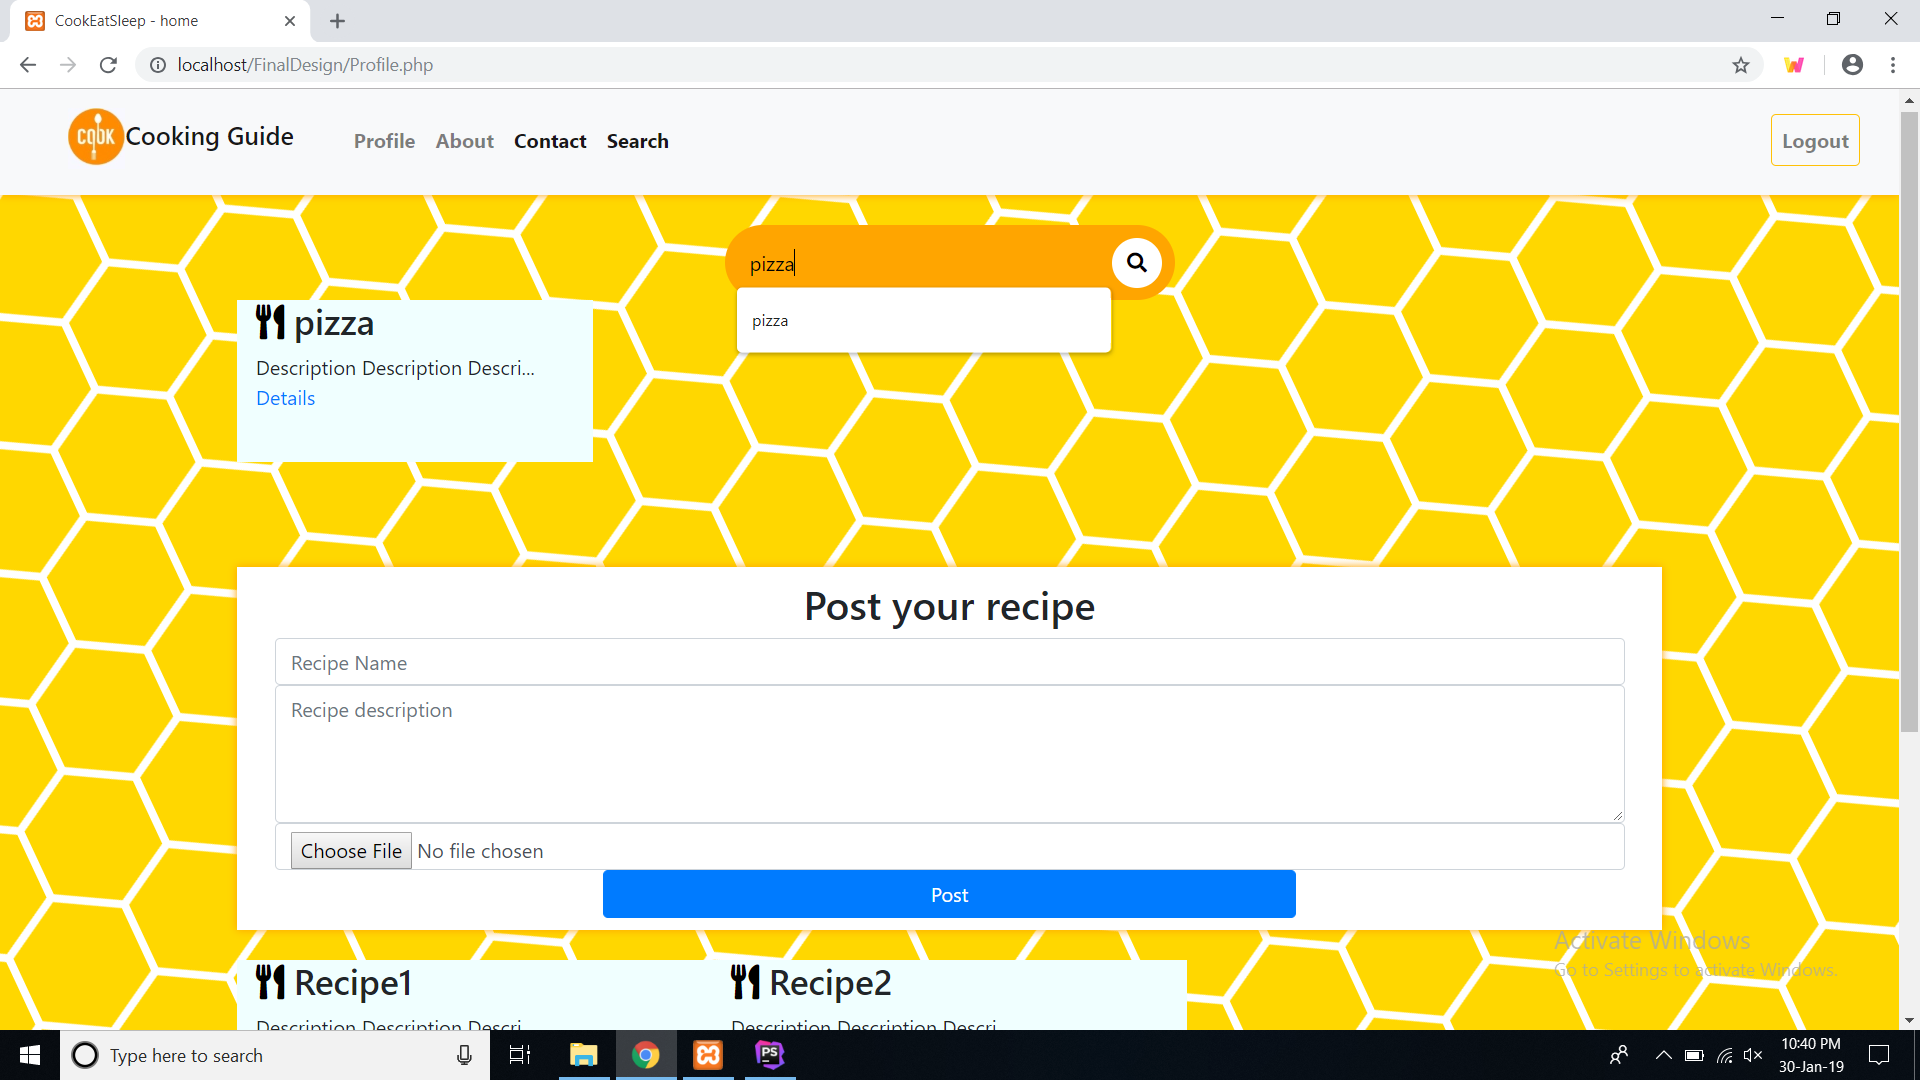 CookEatSleep - home
localhost/FinalDesign/Profile.php
COOK
Cooking Guide
Profile About Contact Search
Logout
pizza
pizza
pizza
Description Description Descri...
Details
Post your recipe
Recipe Name
Recipe description
Choose File No file chosen
Post
Activate Windows
Go to Settings to activate Windows.
Recipe1 Recipe2
Description Description Descri Description Description Descri
Type here to search
PS
10:40 PM
30-Jan-19